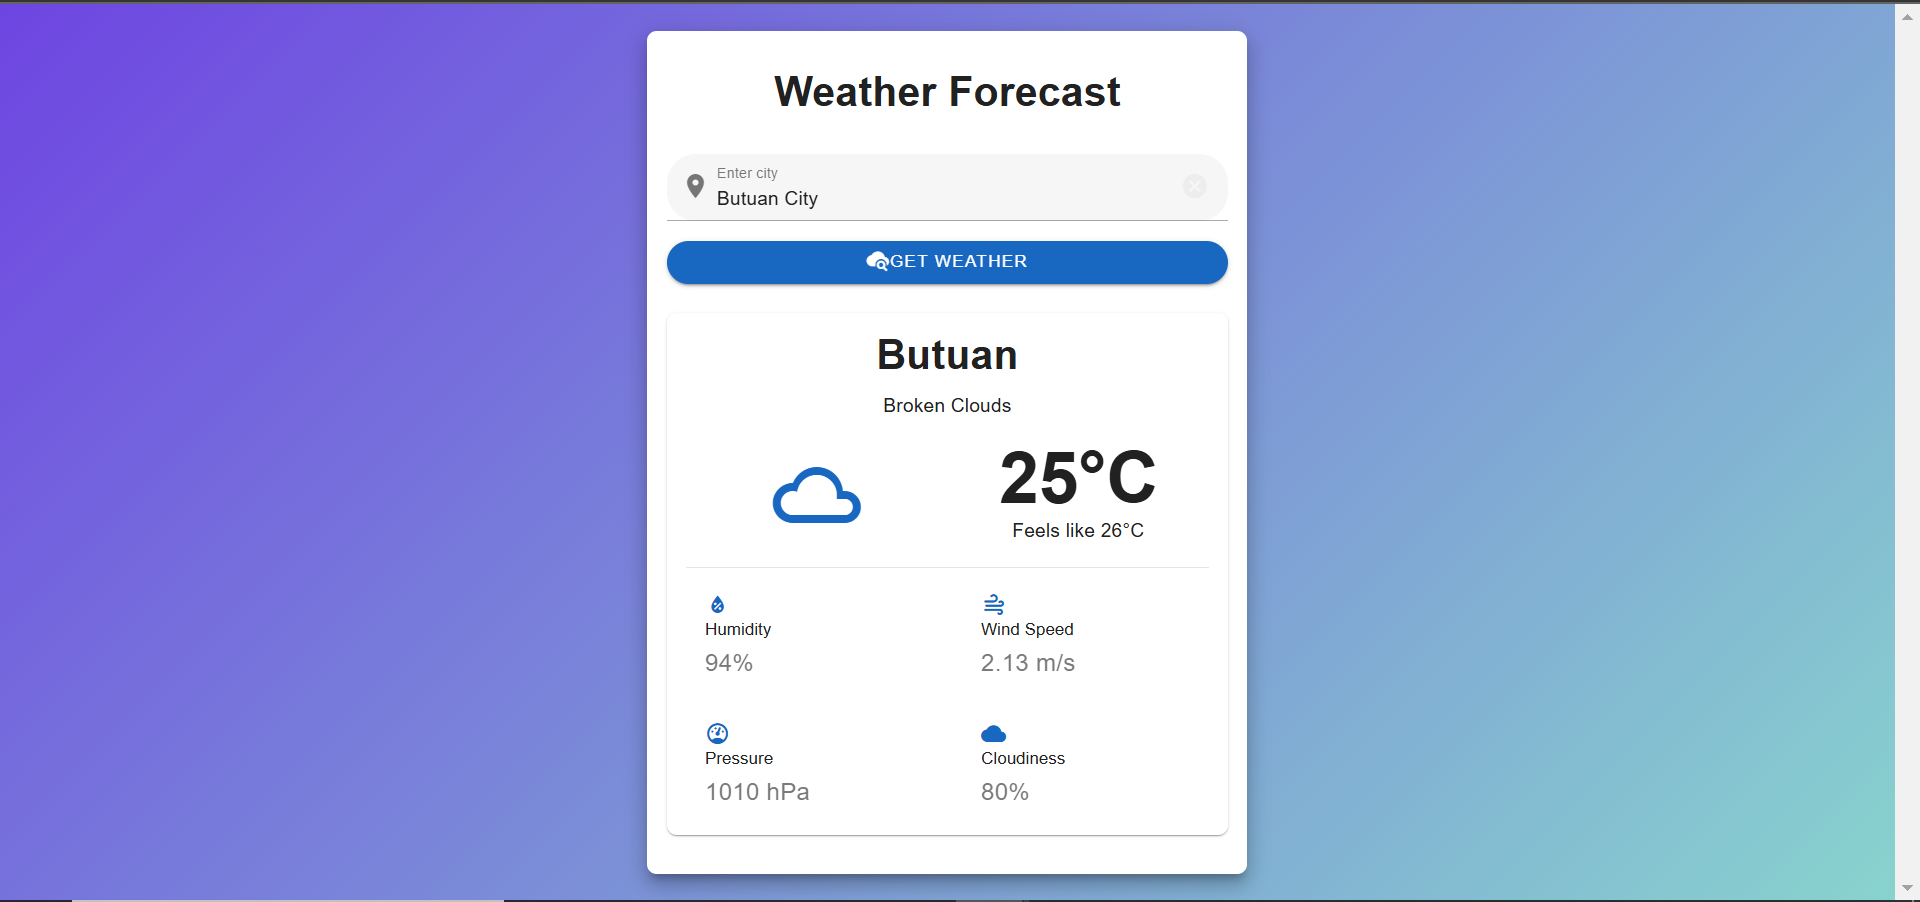 Weather Forecast
Enter city
Butuan City
GET WEATHER
Butuan
Broken Clouds
25°C
Feels like 26°C
Humidity
94%
Wind Speed
2.13 m/s
Pressure
1010 hPa
Cloudiness
80%